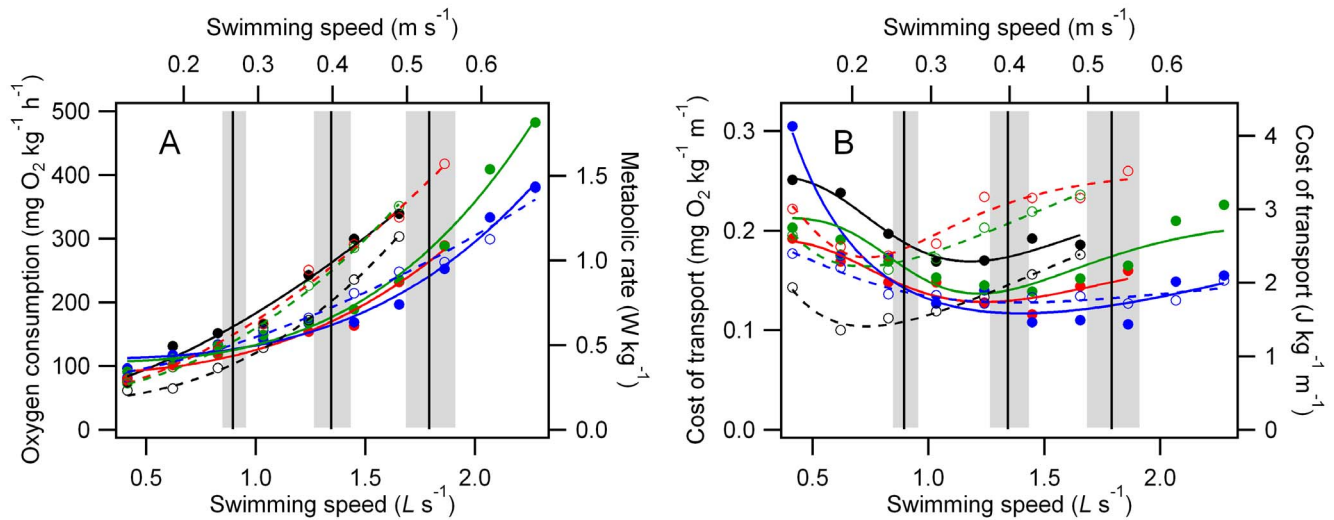 Swimming speed (m s⁻¹)
0.2 0.3 0.4 0.5 0.6
Oxygen consumption (mg O₂ kg⁻¹ h⁻¹)
500
400
300
200
100
0
A
1.5
1.0
0.5
0.0
Metabolic rate (W kg⁻¹)
0.5 1.0 1.5 2.0
Swimming speed (L s⁻¹)
Swimming speed (m s⁻¹)
0.2 0.3 0.4 0.5 0.6
Cost of transport (mg O₂ kg⁻¹ m⁻¹)
0.3
0.2
0.1
0.0
B
4
3
2
1
0
Cost of transport (J kg⁻¹ m⁻¹)
0.5 1.0 1.5 2.0
Swimming speed (L s⁻¹)